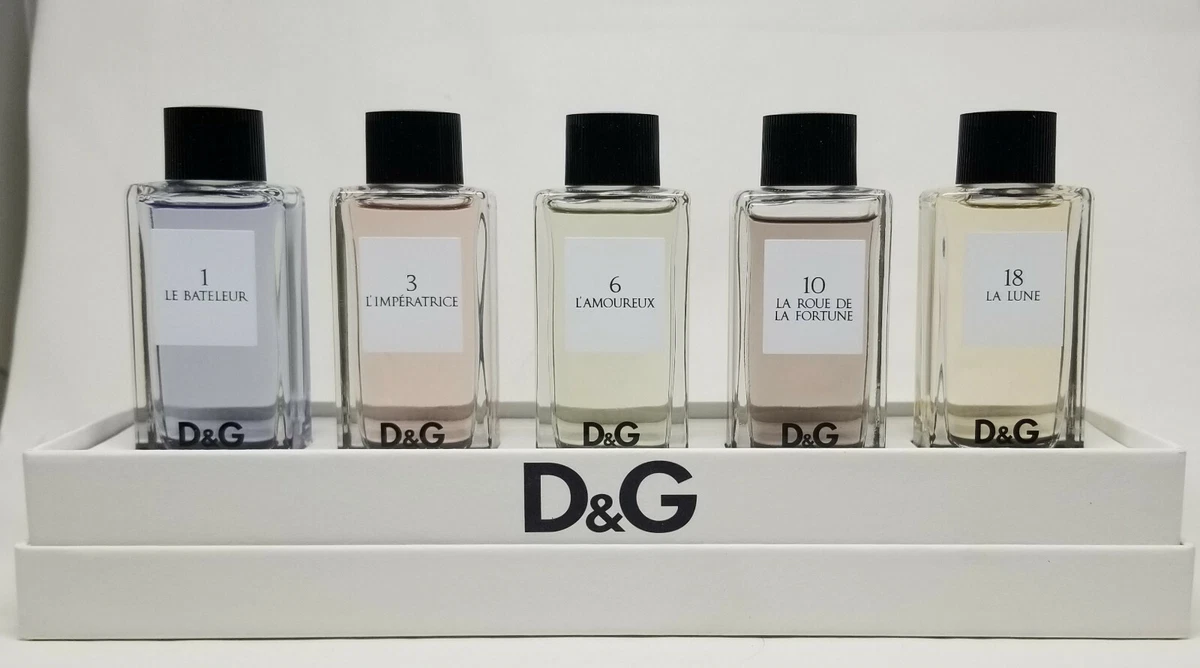 1
LE BATELEUR
3
L'IMPÉRATRICE
6
L'AMOUREUX
10
LA ROUE DE
LA FORTUNE
18
LA LUNE
D&G
D&G
D&G
D&G
D&G
D&G